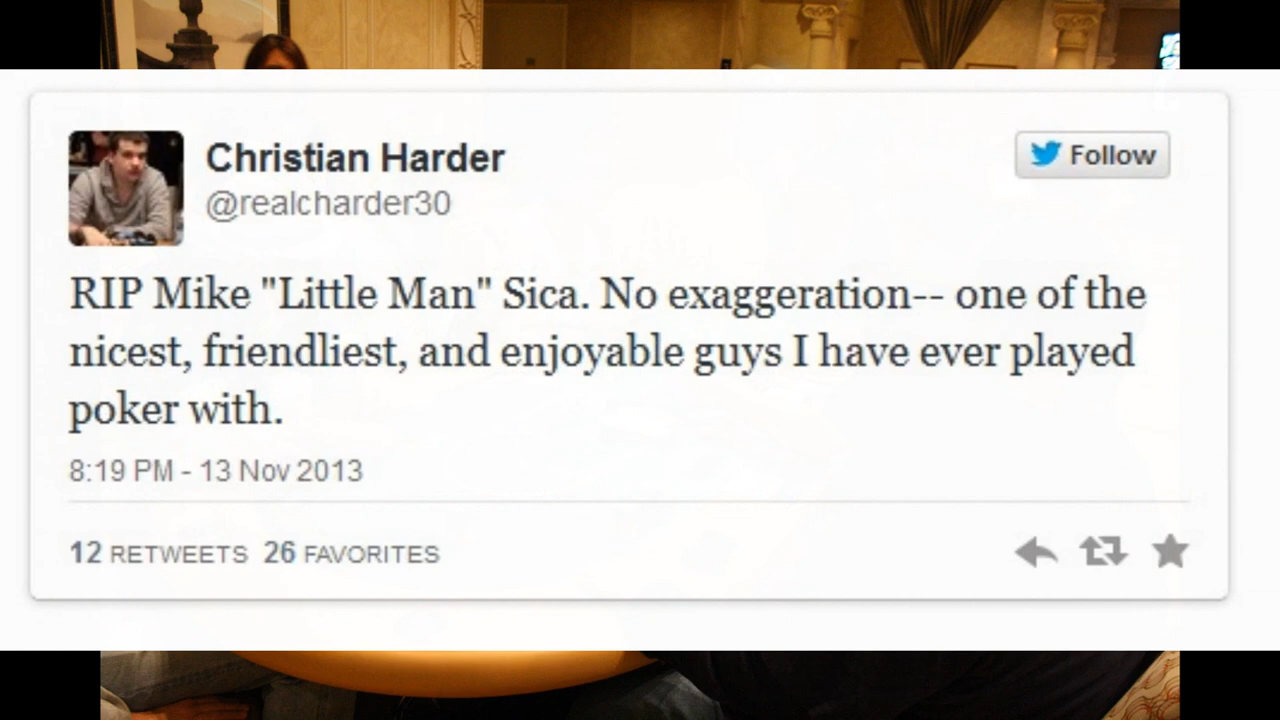 Christian Harder
@realcharder30
Follow
RIP Mike "Little Man" Sica. No exaggeration-- one of the
nicest, friendliest, and enjoyable guys I have ever played
poker with.
8:19 PM - 13 Nov 2013
12 RETWEETS 26 FAVORITES